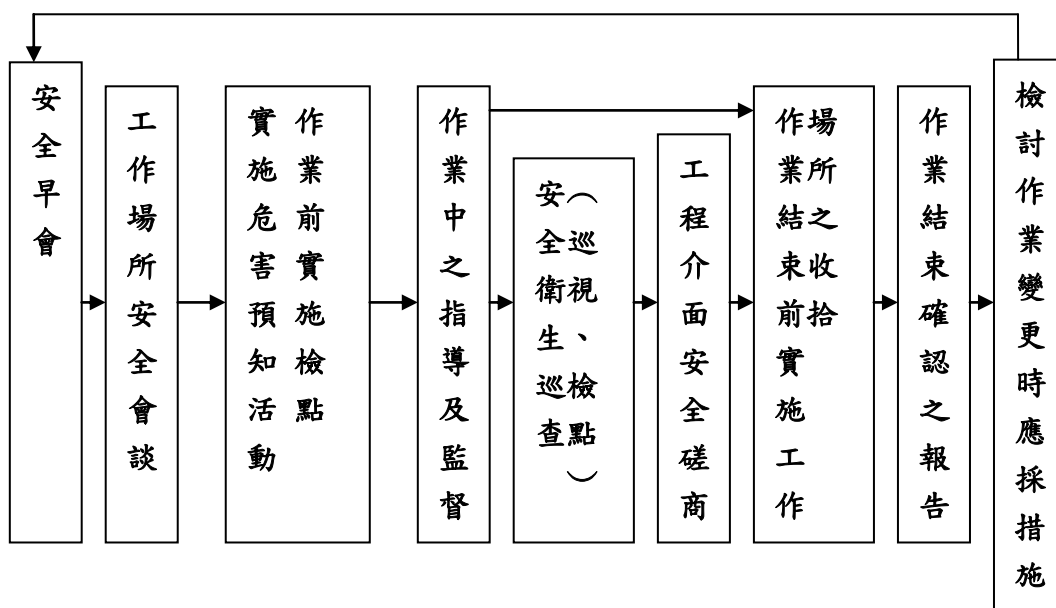 安全早會
工作場所安全會談
實施危害預知活動
作業前實施檢點
作業中之指導及監督
安全衛生巡查
（巡視、檢點）
工程介面安全磋商
作業結束前實施工作
場所之收拾
作業結束確認之報告
檢討作業變更時應採措施